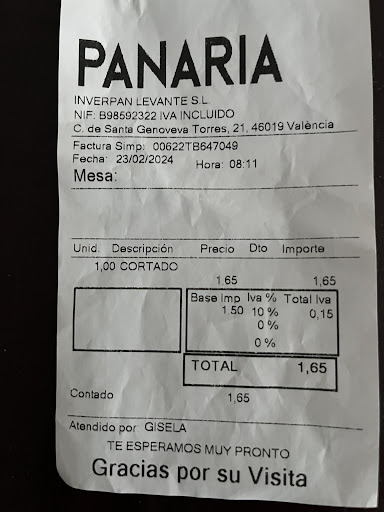 PANARIA
INVERPAN LEVANTE S.L
NIF: B98592322 IVA INCLUIDO
C. de Santa Genoveva Torres, 21, 46019 València
Factura Simp: 00622TB647049
Fecha: 23/02/2024 Hora: 08:11
Mesa:
Unid. Descripción Precio Dto Importe
1,00 CORTADO
1.65 1,65
Base Imp Iva % Total Iva
1.50 10 % 0,15
0 %
0 %
TOTAL 1,65
Contado 1,65
Atendido por GISELA
TE ESPERAMOS MUY PRONTO
Gracias por su Visita